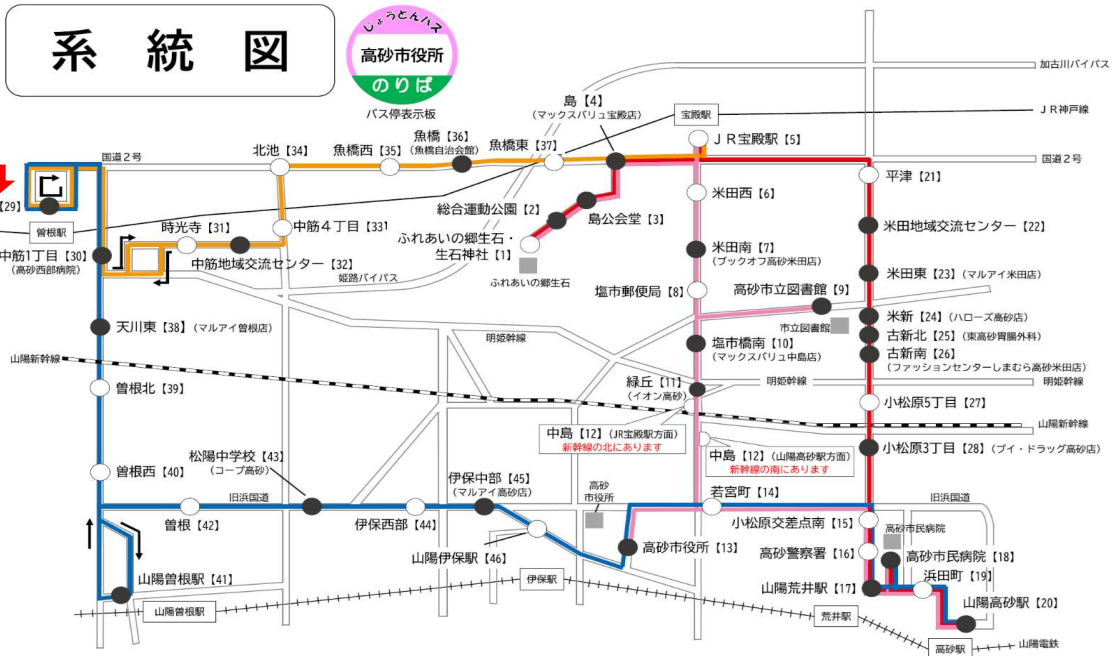 系統図
じょうとんバス
高砂市役所
のりば
バス停表示板
加古川バイパス
JR神戸線
島【4】
(マックスバリュ宝殿店)
宝殿駅
JR宝殿駅【5】
国道2号
北池【34】
魚橋西【35】
魚橋【36】
(魚橋自治会館)
魚橋東【37】
国道2号
平津【21】
【29】
曽根駅
総合運動公園【2】
島公会堂【3】
米田西【6】
時光寺【31】
中筋4丁目【33】
米田地域交流センター【22】
中筋1丁目【30】
(高砂西部病院)
中筋地域交流センター【32】
ふれあいの郷生石・
生石神社【1】
ふれあいの郷生石
米田南【7】
(ブックオフ高砂米田店)
姫路バイパス
米田東【23】(マルアイ米田店)
塩市郵便局【8】
高砂市立図書館【9】
市立図書館
米新【24】(ハローズ高砂店)
天川東【38】(マルアイ曽根店)
明姫幹線
古新北【25】(東高砂胃腸外科)
塩市橋南【10】
(マックスバリュ中島店)
古新南【26】
(ファッションセンターしまむら高砂米田店)
山陽新幹線
緑丘【11】
(イオン高砂)
明姫幹線
明姫幹線
曽根北【39】
小松原5丁目【27】
山陽新幹線
中島【12】(JR宝殿駅方面)
新幹線の北にあります
中島【12】(山陽高砂駅方面)
新幹線の南にあります
小松原3丁目【28】(ブイ・ドラッグ高砂店)
曽根西【40】
松陽中学校【43】
(コープ高砂)
伊保中部【45】
(マルアイ高砂店)
高砂
市役所
若宮町【14】
旧浜国道
旧浜国道
曽根【42】
伊保西部【44】
小松原交差点南【15】
高砂市民病院
山陽伊保駅【46】
高砂市役所【13】
高砂警察署【16】
高砂市民病院【18】
山陽曽根駅【41】
伊保駅
山陽荒井駅【17】
浜田町【19】
山陽高砂駅【20】
山陽曽根駅
荒井駅
高砂駅
山陽電鉄